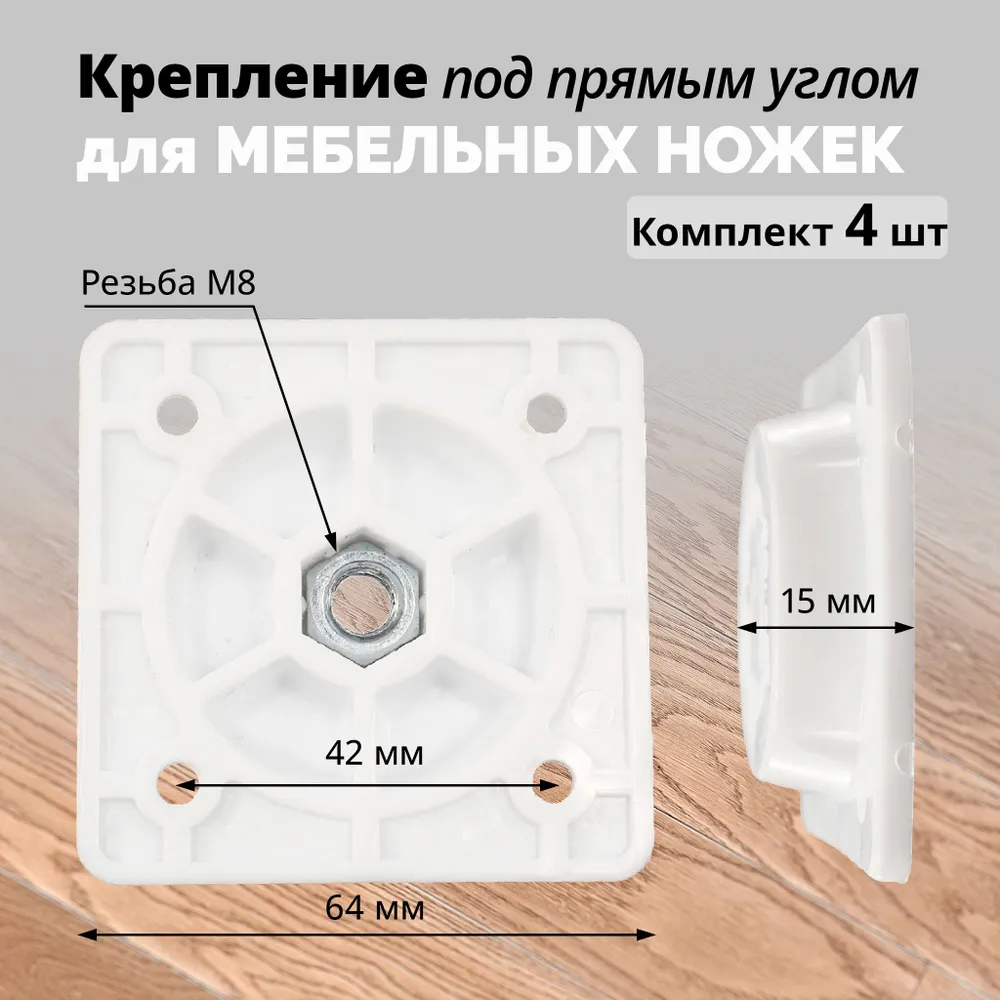 Крепление под прямым углом
для МЕБЕЛЬНЫХ НОЖЕК
Комплект 4 шт
Резьба М8
15 мм
42 мм
64 мм